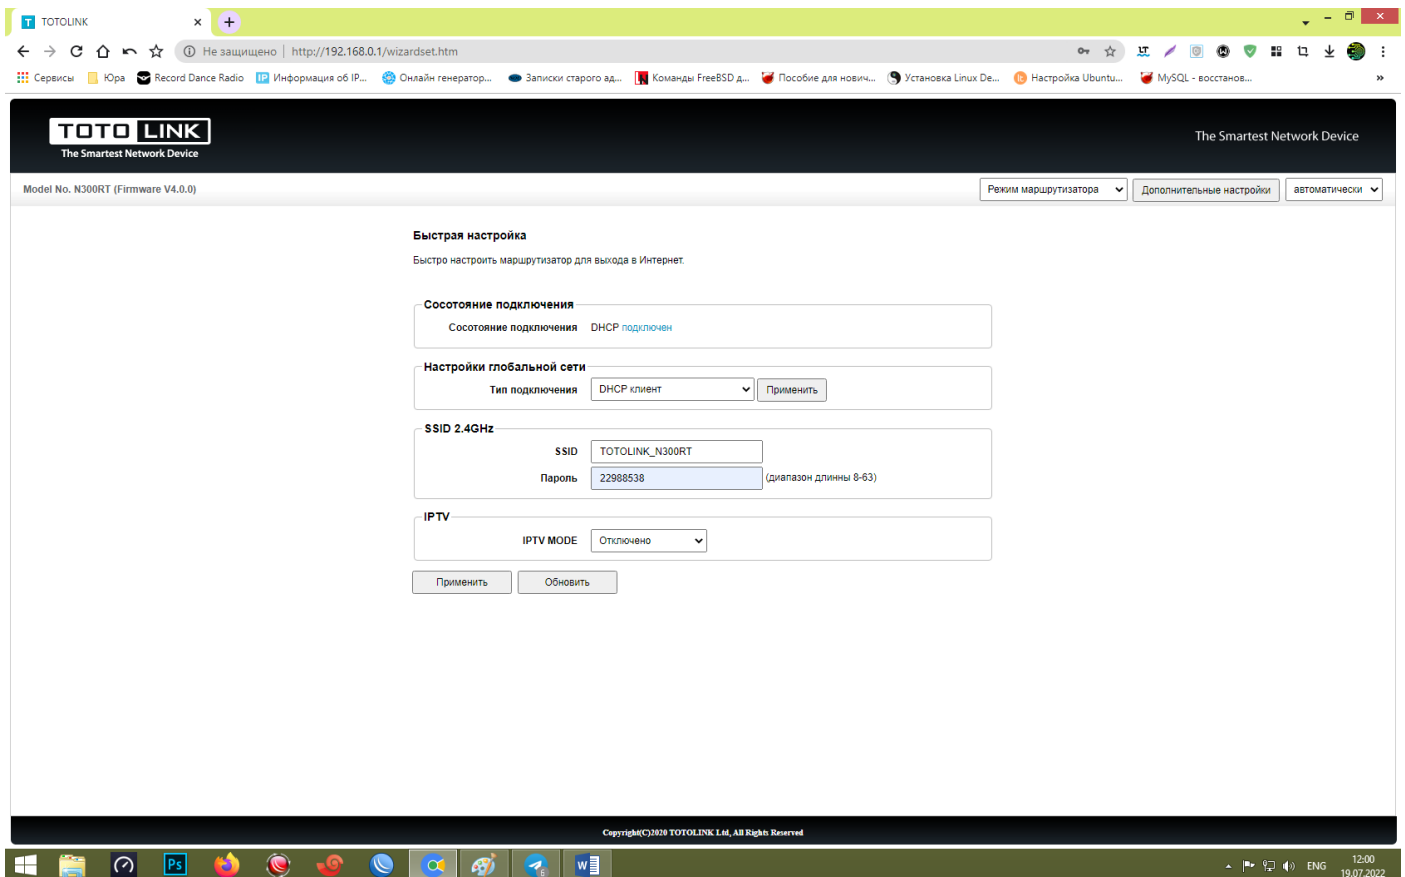 TOTOLINK
Не защищено | http://192.168.0.1/wizardset.htm
Сервисы Юра Record Dance Radio Информация об IP... Онлайн генератор... Записки старого ад... Команды FreeBSD д... Пособие для нович... Установка Linux De... Настройка Ubuntu... MySQL - восстанов... »
TOTO LINK
The Smartest Network Device
The Smartest Network Device
Model No. N300RT (Firmware V4.0.0)
Режим маршрутизатора Дополнительные настройки автоматически
Быстрая настройка
Быстро настроить маршрутизатор для выхода в Интернет.
Сосотояние подключения
Сосотояние подключения DHCP подключен
Настройки глобальной сети
Тип подключения DHCP клиент Применить
SSID 2.4GHz
SSID TOTOLINK_N300RT
Пароль 22988538 (диапазон длинны 8-63)
IPTV
IPTV MODE Отключено
Применить Обновить
Copyright(C)2020 TOTOLINK Ltd, All Rights Reserved
Ps
ENG
12:00
19.07.2022